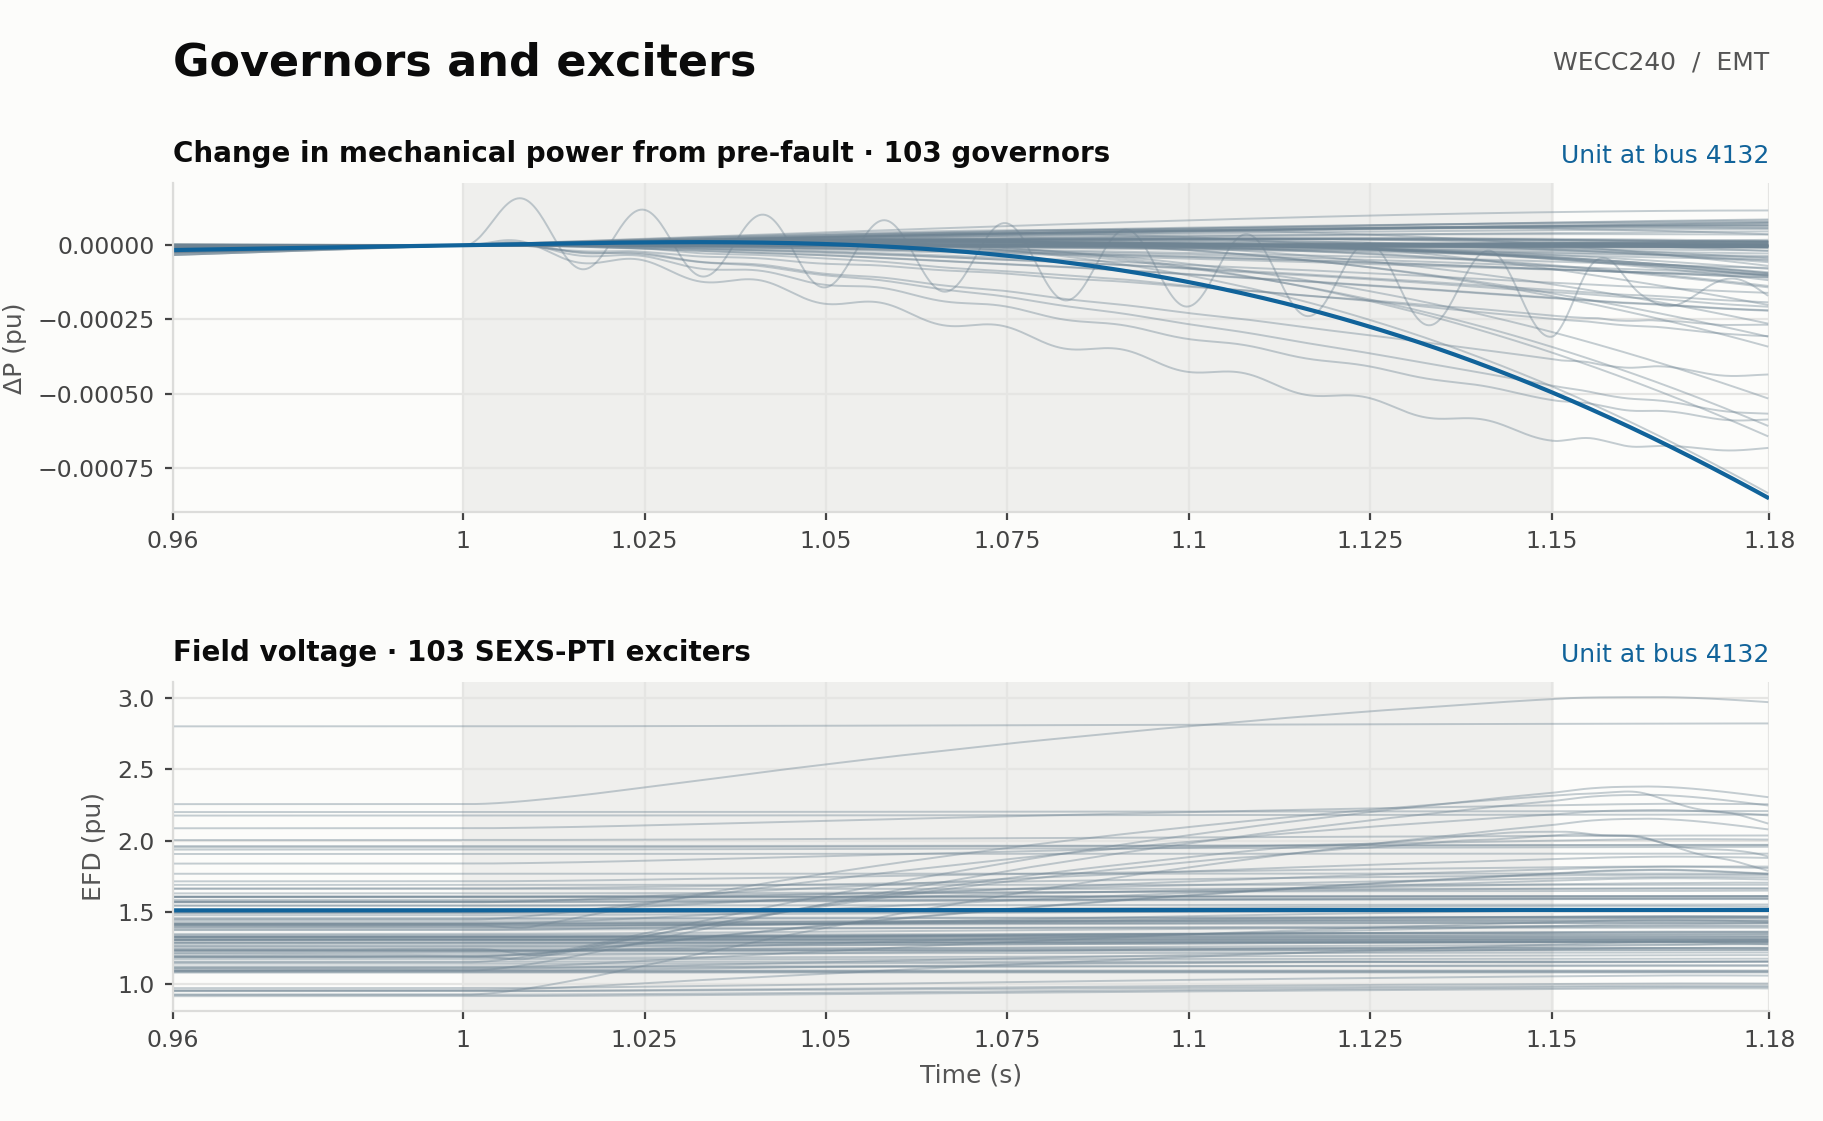 Governors and exciters
WECC240 / EMT
Change in mechanical power from pre-fault · 103 governors
Unit at bus 4132
ΔP (pu)
0.00000
−0.00025
−0.00050
−0.00075
0.96 1 1.025 1.05 1.075 1.1 1.125 1.15 1.18
Field voltage · 103 SEXS-PTI exciters
Unit at bus 4132
EFD (pu)
3.0
2.5
2.0
1.5
1.0
0.96 1 1.025 1.05 1.075 1.1 1.125 1.15 1.18
Time (s)